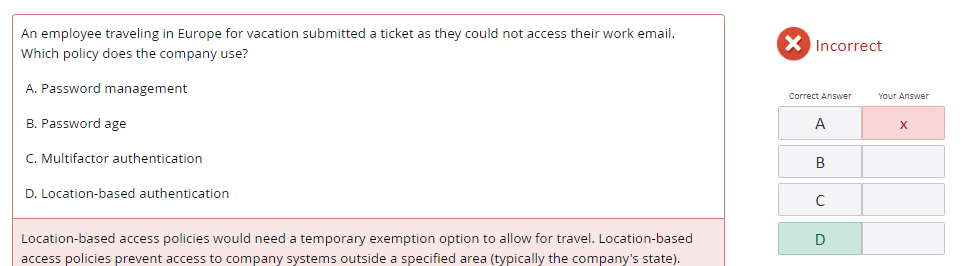 An employee traveling in Europe for vacation submitted a ticket as they could not access their work email.
Which policy does the company use?
A. Password management
B. Password age
C. Multifactor authentication
D. Location-based authentication
Location-based access policies would need a temporary exemption option to allow for travel. Location-based
access policies prevent access to company systems outside a specified area (typically the company's state).
Incorrect
Correct Answer Your Answer
A x
B
C
D